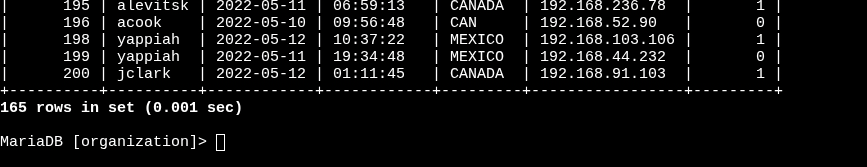 |      195 | alevitsk | 2022-05-11 | 06:59:13   | CANADA  | 192.168.236.78  |       1 |
|      196 | acook    | 2022-05-10 | 09:56:48   | CAN     | 192.168.52.90   |       0 |
|      198 | yappiah  | 2022-05-12 | 10:37:22   | MEXICO  | 192.168.103.106 |       1 |
|      199 | yappiah  | 2022-05-11 | 19:34:48   | MEXICO  | 192.168.44.232  |       0 |
|      200 | jclark   | 2022-05-12 | 01:11:45   | CANADA  | 192.168.91.103  |       1 |
+----------+----------+------------+------------+---------+-----------------+---------+
165 rows in set (0.001 sec)
MariaDB [organization]>